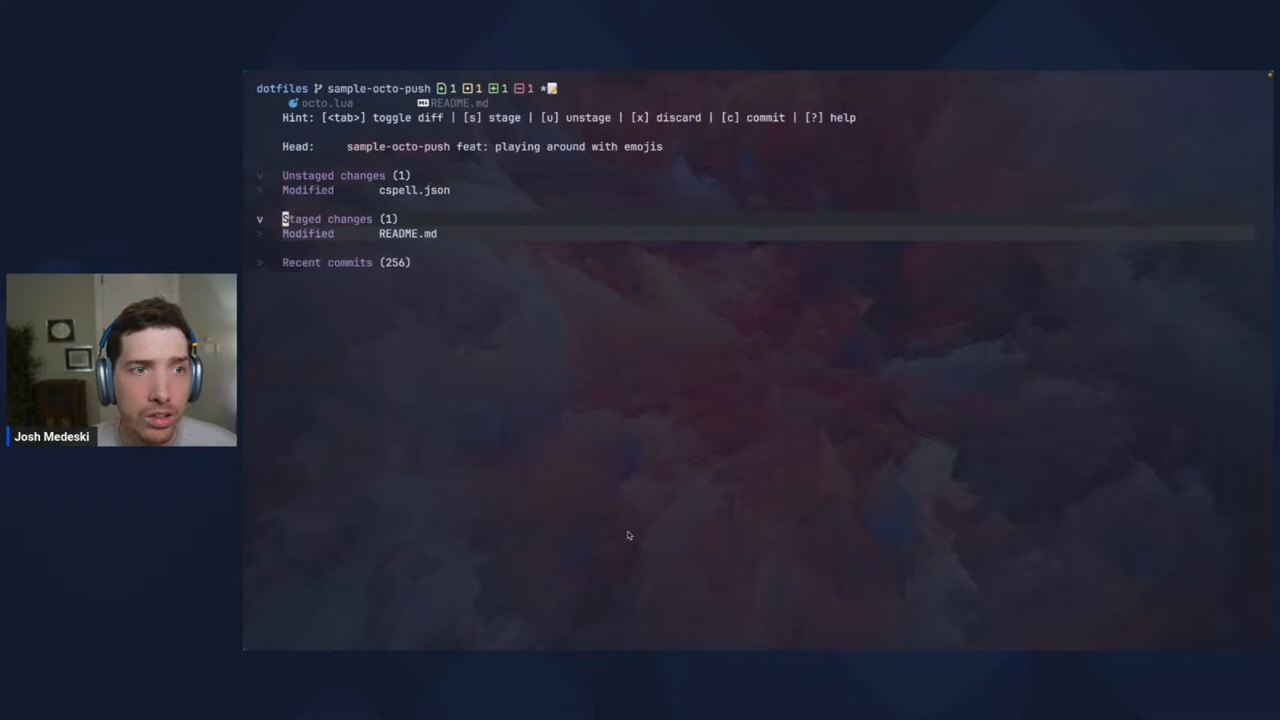 dotfiles sample-octo-push 1 1 1 1 *
octo.lua README.md
Hint: [<tab>] toggle diff | [s] stage | [u] unstage | [x] discard | [c] commit | [?] help
Head: sample-octo-push feat: playing around with emojis
v Unstaged changes (1)
> Modified cspell.json
v Staged changes (1)
> Modified README.md
> Recent commits (256)
Josh Medeski